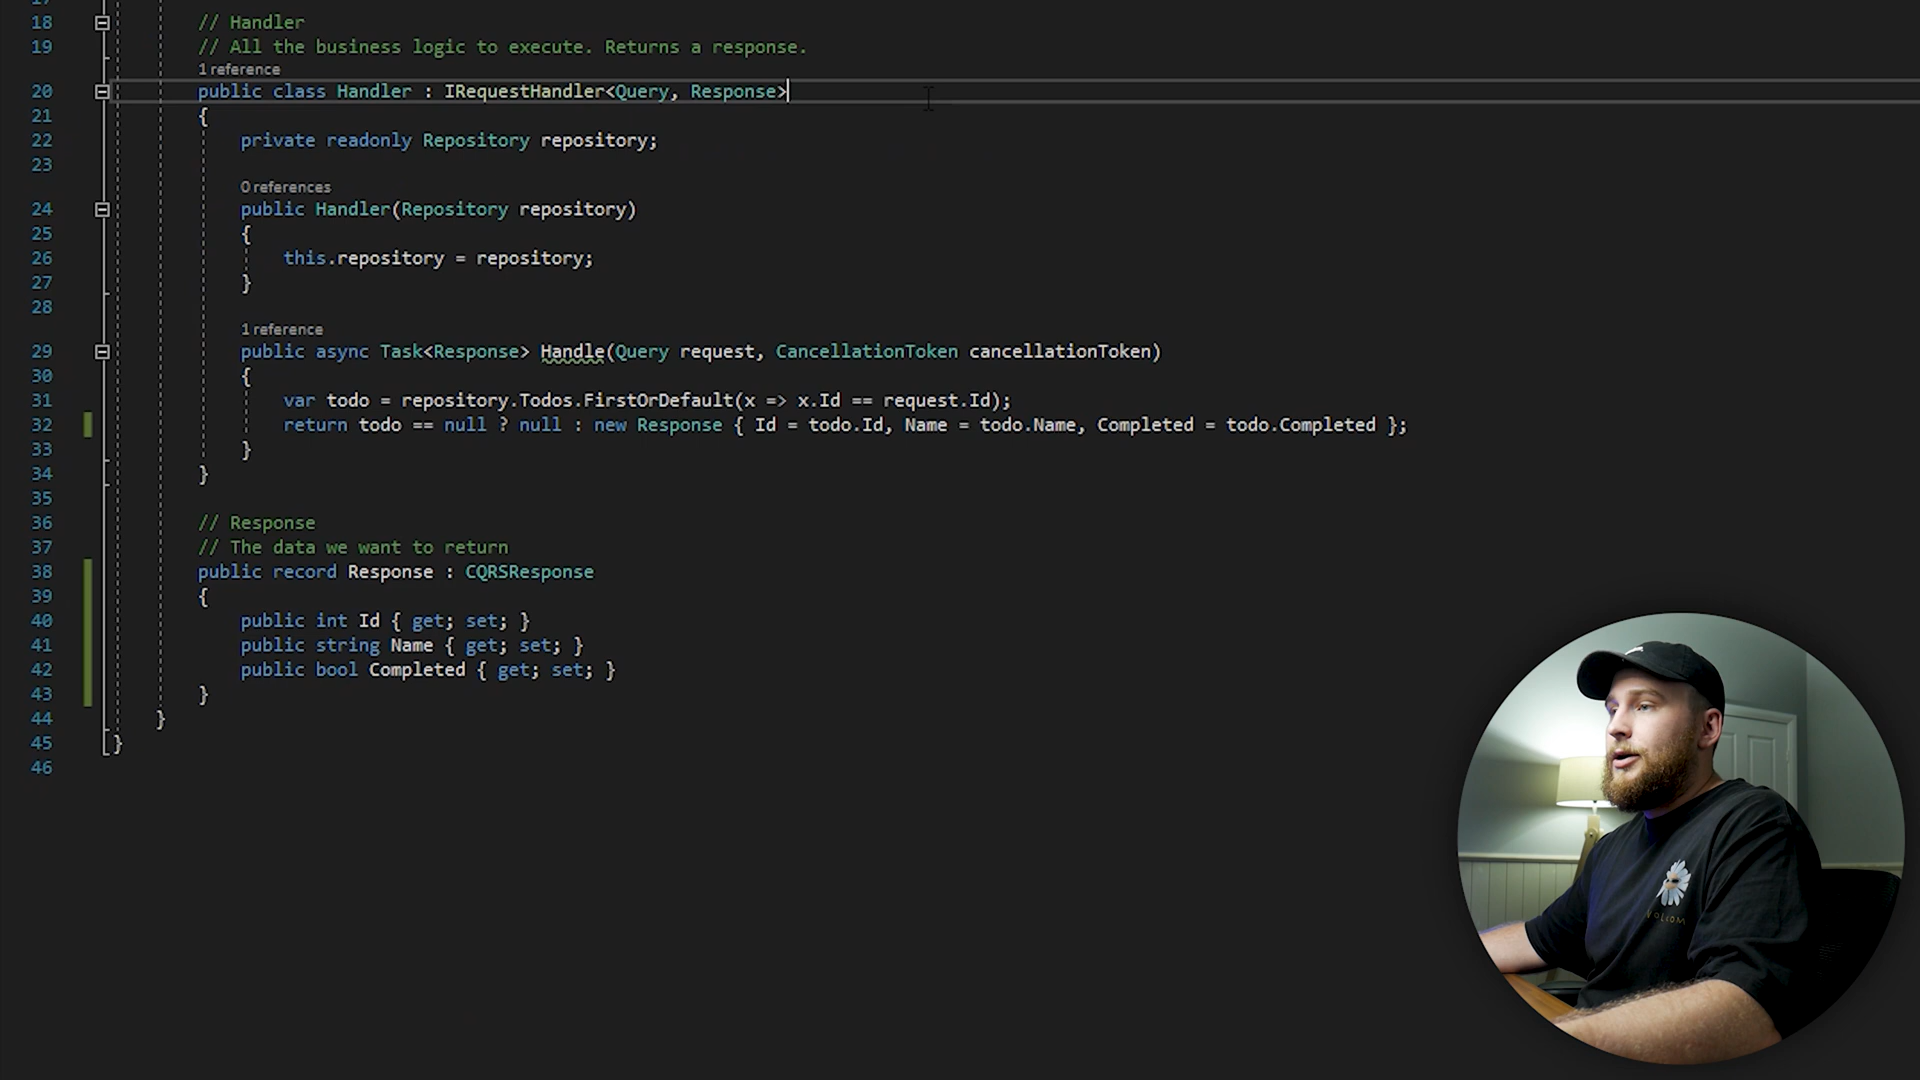 17
18 // Handler
19 // All the business logic to execute. Returns a response.
1 reference
20 public class Handler : IRequestHandler<Query, Response>
21 {
22 private readonly Repository repository;
23
0 references
24 public Handler(Repository repository)
25 {
26 this.repository = repository;
27 }
28
1 reference
29 public async Task<Response> Handle(Query request, CancellationToken cancellationToken)
30 {
31 var todo = repository.Todos.FirstOrDefault(x => x.Id == request.Id);
32 return todo == null ? null : new Response { Id = todo.Id, Name = todo.Name, Completed = todo.Completed };
33 }
34 }
35
36 // Response
37 // The data we want to return
38 public record Response : CQRSResponse
39 {
40 public int Id { get; set; }
41 public string Name { get; set; }
42 public bool Completed { get; set; }
43 }
44 }
45 }
46
VOLCOM